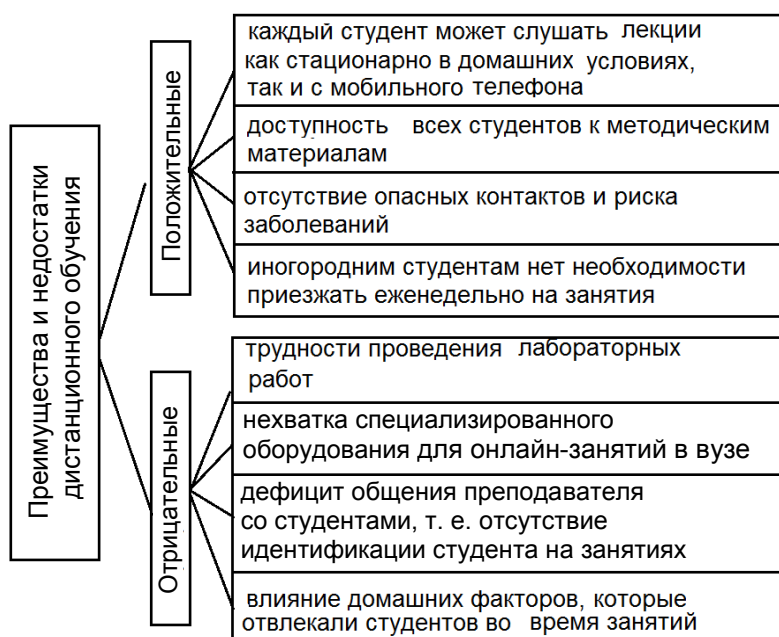 Преимущества и недостатки
дистанционного обучения
Положительные
каждый студент может слушать лекции
как стационарно в домашних условиях,
так и с мобильного телефона
доступность всех студентов к методическим
материалам
отсутствие опасных контактов и риска
заболеваний
иногородним студентам нет необходимости
приезжать еженедельно на занятия
Отрицательные
трудности проведения лабораторных
работ
нехватка специализированного
оборудования для онлайн-занятий в вузе
дефицит общения преподавателя
со студентами, т. е. отсутствие
идентификации студента на занятиях
влияние домашних факторов, которые
отвлекали студентов во время занятий